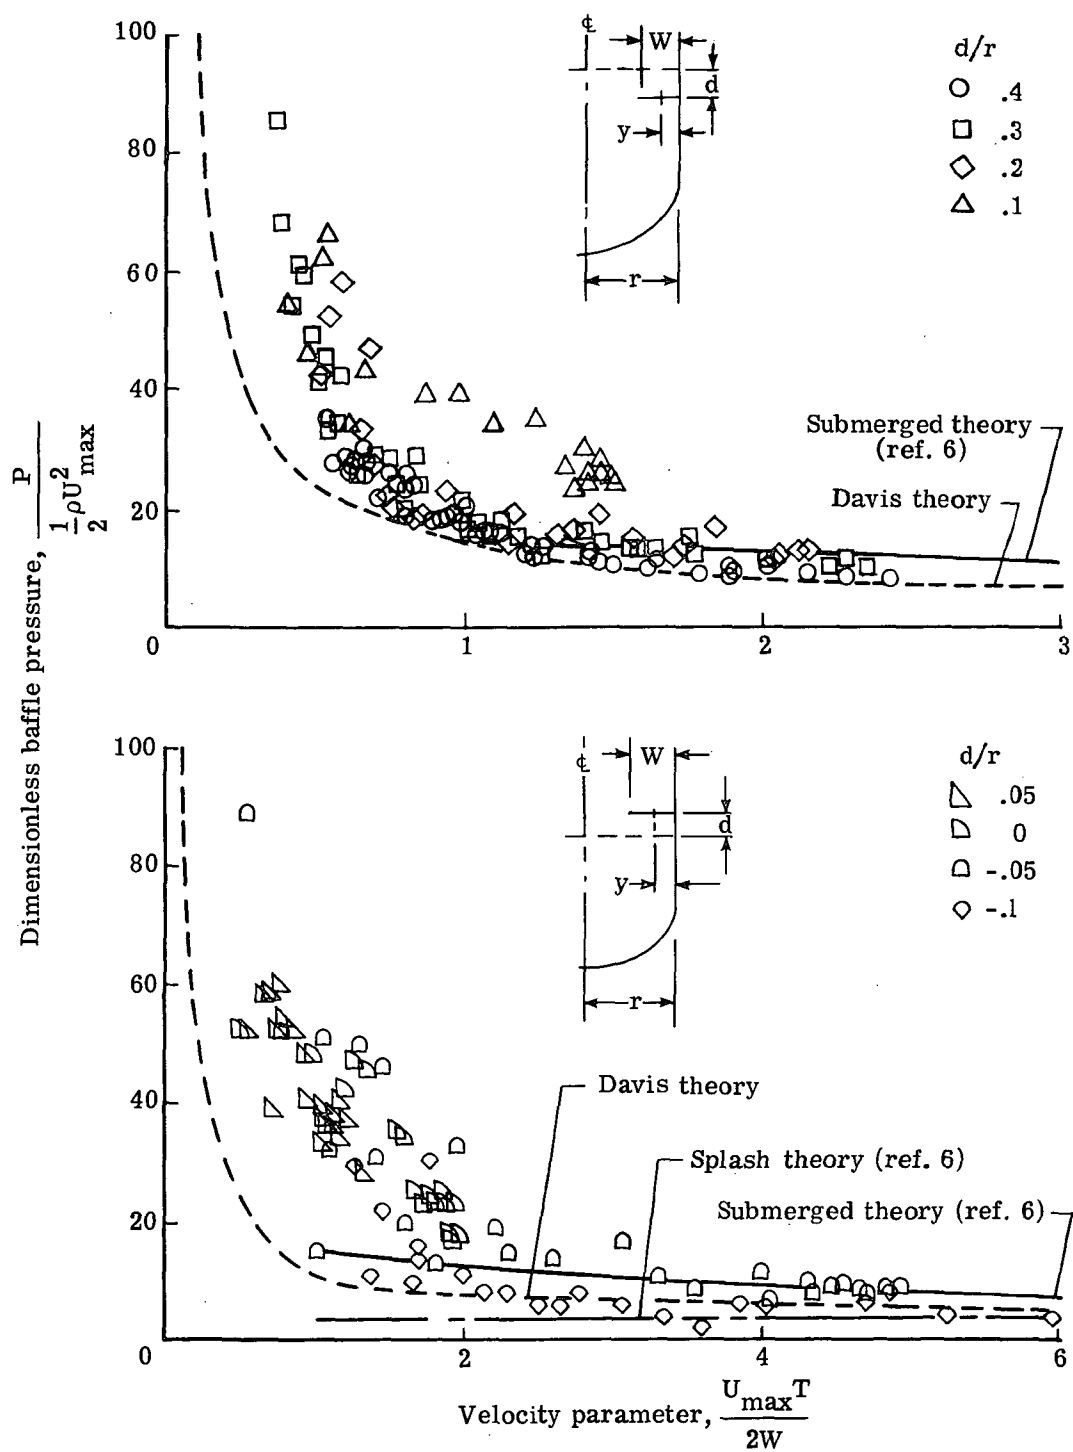 Dimensionless baffle pressure, P / 1/2 ρU²max
100
80
60
40
20
0
1
2
3
℄
W
d
y
r
d/r
.4
.3
.2
.1
Submerged theory
(ref. 6)
Davis theory
100
80
60
40
20
0
2
4
6
℄
W
d
y
r
d/r
.05
0
-.05
-.1
Davis theory
Splash theory (ref. 6)
Submerged theory (ref. 6)
Velocity parameter, UmaxT / 2W